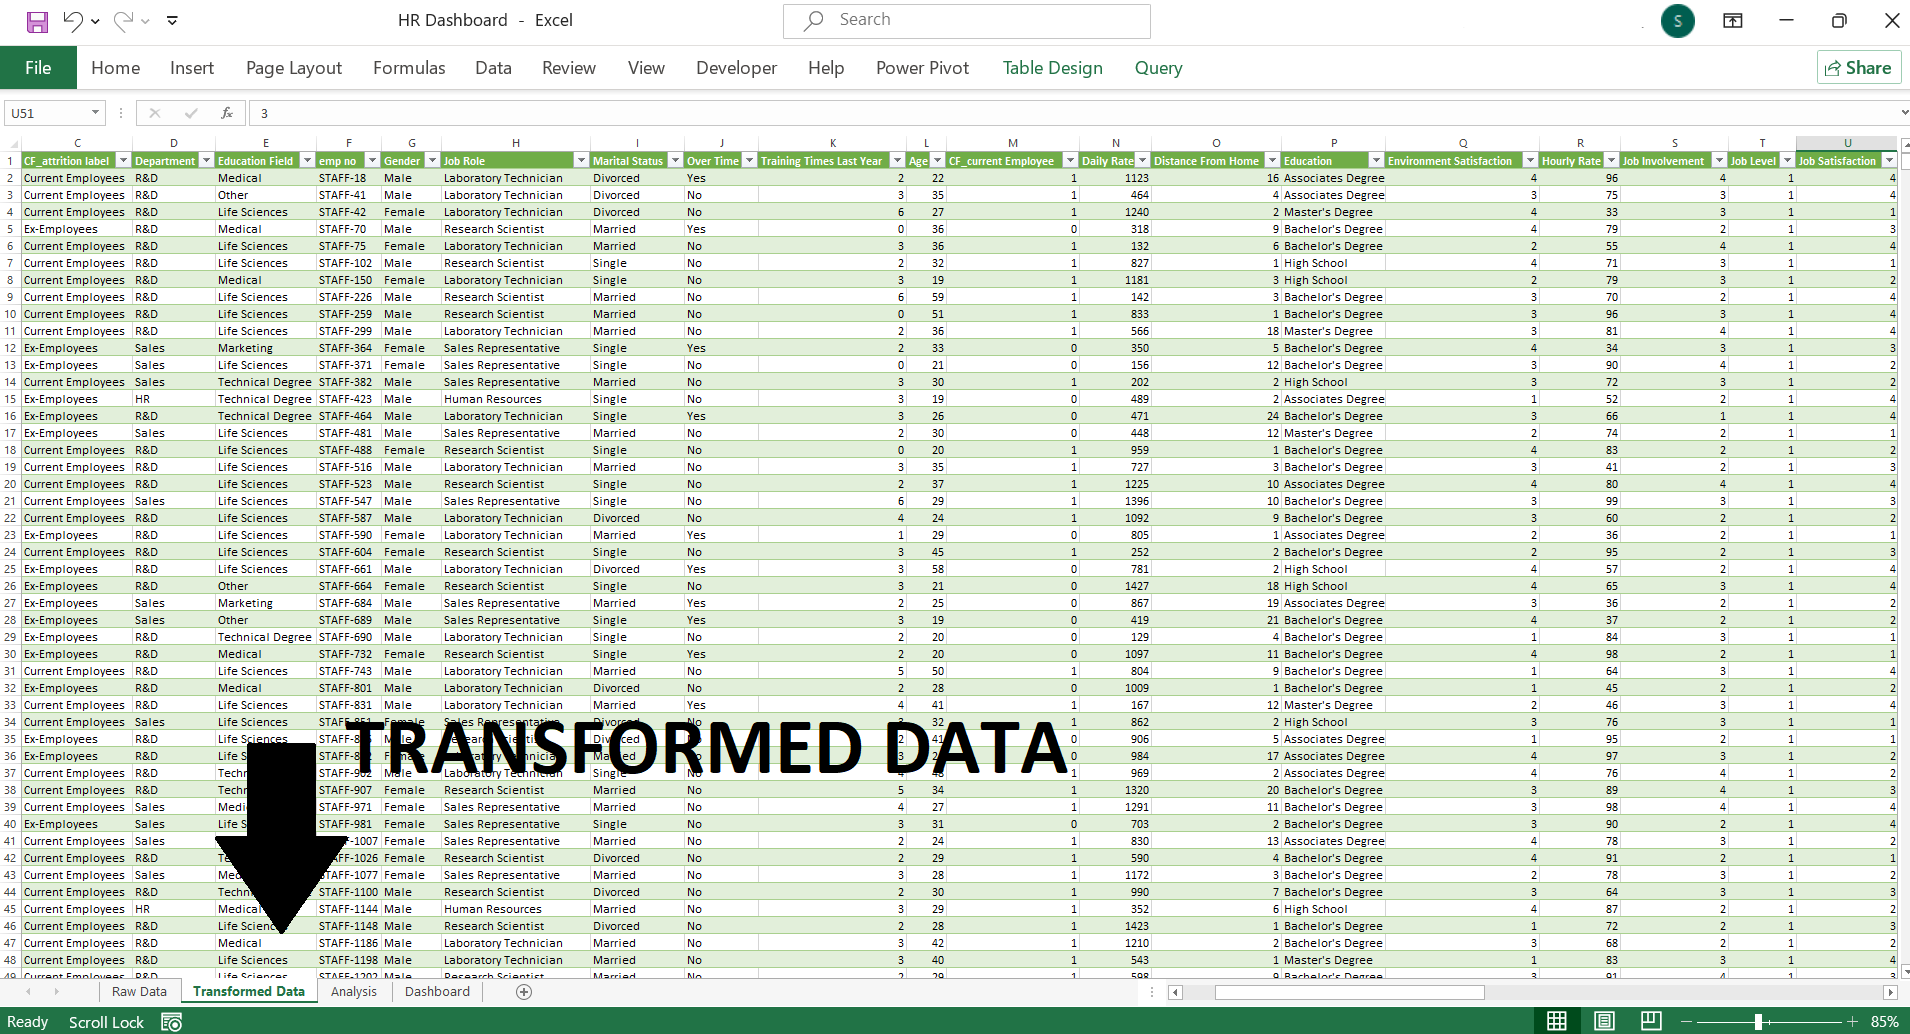 HR Dashboard - Excel
Search
S
File Home Insert Page Layout Formulas Data Review View Developer Help Power Pivot Table Design Query Share
U51 fx 3
C D E F G H I J K L M N O P Q R S T U
1 CF_attrition label Department Education Field emp no Gender Job Role Marital Status Over Time Training Times Last Year Age CF_current Employee Daily Rate Distance From Home Education Environment Satisfaction Hourly Rate Job Involvement Job Level Job Satisfaction
2 Current Employees R&D Medical STAFF-18 Male Laboratory Technician Divorced Yes 2 22 1 1123 16 Associates Degree 4 96 4 1 4
3 Current Employees R&D Other STAFF-41 Male Laboratory Technician Divorced No 3 35 1 464 4 Associates Degree 3 75 3 1 4
4 Current Employees R&D Life Sciences STAFF-42 Female Laboratory Technician Divorced No 6 27 1 1240 2 Master's Degree 4 33 3 1 1
5 Ex-Employees R&D Medical STAFF-70 Male Research Scientist Married Yes 0 36 0 318 9 Bachelor's Degree 4 79 2 1 3
6 Current Employees R&D Life Sciences STAFF-75 Female Laboratory Technician Married No 3 36 1 132 6 Bachelor's Degree 2 55 4 1 4
7 Current Employees R&D Life Sciences STAFF-102 Male Research Scientist Single No 2 32 1 827 1 High School 4 71 3 1 1
8 Current Employees R&D Medical STAFF-150 Female Laboratory Technician Married No 3 19 1 1181 3 High School 2 79 3 1 2
9 Current Employees R&D Life Sciences STAFF-226 Male Research Scientist Married No 6 59 1 142 3 Bachelor's Degree 3 70 2 1 4
10 Current Employees R&D Life Sciences STAFF-259 Male Research Scientist Married No 0 51 1 833 1 Bachelor's Degree 3 96 3 1 4
11 Current Employees R&D Life Sciences STAFF-299 Male Laboratory Technician Married No 2 36 1 566 18 Master's Degree 3 81 4 1 4
12 Ex-Employees Sales Marketing STAFF-364 Female Sales Representative Single Yes 2 33 0 350 5 Bachelor's Degree 4 34 3 1 3
13 Ex-Employees Sales Life Sciences STAFF-371 Female Sales Representative Single No 0 21 0 156 12 Bachelor's Degree 3 90 4 1 2
14 Current Employees Sales Technical Degree STAFF-382 Male Sales Representative Married No 3 30 1 202 2 High School 3 72 3 1 2
15 Ex-Employees HR Technical Degree STAFF-423 Male Human Resources Single No 3 19 0 489 2 Associates Degree 1 52 2 1 4
16 Ex-Employees R&D Technical Degree STAFF-464 Male Laboratory Technician Single Yes 3 26 0 471 24 Bachelor's Degree 3 66 1 1 4
17 Ex-Employees Sales Life Sciences STAFF-481 Male Sales Representative Married No 2 30 0 448 12 Master's Degree 2 74 2 1 1
18 Current Employees R&D Life Sciences STAFF-488 Female Research Scientist Single No 0 20 1 959 1 Bachelor's Degree 4 83 2 1 2
19 Current Employees R&D Life Sciences STAFF-516 Male Laboratory Technician Married No 3 35 1 727 3 Bachelor's Degree 3 41 2 1 3
20 Current Employees R&D Life Sciences STAFF-523 Male Research Scientist Single No 2 37 1 1225 10 Associates Degree 4 80 4 1 4
21 Current Employees Sales Life Sciences STAFF-547 Male Sales Representative Married No 6 29 1 1396 10 Bachelor's Degree 3 99 3 1 3
22 Current Employees R&D Life Sciences STAFF-587 Male Laboratory Technician Divorced No 4 24 1 1092 9 Bachelor's Degree 3 60 2 1 2
23 Ex-Employees R&D Life Sciences STAFF-590 Female Laboratory Technician Married Yes 1 29 0 805 1 Associates Degree 2 36 2 1 1
24 Current Employees R&D Life Sciences STAFF-604 Female Research Scientist Single No 3 45 1 252 2 Bachelor's Degree 2 95 2 1 3
25 Ex-Employees R&D Life Sciences STAFF-661 Male Laboratory Technician Divorced Yes 3 58 0 781 2 High School 4 57 2 1 4
26 Ex-Employees R&D Other STAFF-664 Female Research Scientist Single No 3 21 0 1427 18 High School 4 65 3 1 4
27 Ex-Employees Sales Marketing STAFF-684 Male Sales Representative Married Yes 2 25 0 867 19 Associates Degree 3 36 2 1 2
28 Ex-Employees Sales Other STAFF-689 Male Sales Representative Single Yes 3 19 0 419 21 Bachelor's Degree 4 37 2 1 2
29 Ex-Employees R&D Technical Degree STAFF-690 Male Laboratory Technician Single No 2 20 0 129 4 Bachelor's Degree 1 84 3 1 1
30 Ex-Employees R&D Medical STAFF-732 Female Laboratory Technician Single Yes 2 20 0 1097 11 Bachelor's Degree 4 98 2 1 1
31 Current Employees R&D Life Sciences STAFF-743 Male Laboratory Technician Married No 5 50 1 804 9 Bachelor's Degree 1 64 3 1 4
32 Ex-Employees R&D Medical STAFF-801 Male Laboratory Technician Divorced No 2 28 0 1009 1 Bachelor's Degree 1 45 2 1 2
33 Current Employees R&D Life Sciences STAFF-831 Male Laboratory Technician Married Yes 4 41 1 167 12 Master's Degree 2 46 3 1 4
34 Current Employees Sales Life Sciences 32 1 862 2 High School 3 76 3 1 1
TRANSFORMED DATA
35 Ex-Employees R&D Life Sciences 0 906 5 Associates Degree 1 95 2 1 1
36 Ex-Employees R&D 0 984 17 Associates Degree 4 97 3 1 2
37 Current Employees R&D 1 969 2 Associates Degree 4 76 4 1 2
38 Current Employees R&D STAFF-907 Female Research Scientist Married No 5 34 1 1320 20 Bachelor's Degree 3 89 4 1 3
39 Current Employees Sales STAFF-971 Female Sales Representative Married No 4 27 1 1291 11 Bachelor's Degree 3 98 4 1 4
40 Ex-Employees Sales STAFF-981 Female Sales Representative Single No 3 31 0 703 2 Bachelor's Degree 3 90 2 1 4
41 Current Employees Sales Female Sales Representative Married No 2 24 1 830 13 Associates Degree 4 78 3 1 2
42 Current Employees R&D Female Research Scientist Divorced No 2 29 1 590 4 Bachelor's Degree 4 91 2 1 1
43 Current Employees Sales Female Sales Representative Married No 3 28 1 1172 3 Bachelor's Degree 2 78 3 1 2
44 Current Employees R&D STAFF-1100 Male Research Scientist Divorced No 2 30 1 990 7 Bachelor's Degree 3 64 3 1 3
45 Current Employees HR Medical STAFF-1144 Male Human Resources Married No 3 29 1 352 6 High School 4 87 2 1 2
46 Current Employees R&D Life STAFF-1148 Male Research Scientist Divorced No 2 28 1 1423 1 Bachelor's Degree 1 72 2 1 3
47 Current Employees R&D Medical STAFF-1186 Male Laboratory Technician Married No 3 42 1 1210 2 Bachelor's Degree 3 68 2 1 2
48 Current Employees R&D Life Sciences STAFF-1198 Male Laboratory Technician Married No 3 40 1 543 1 Master's Degree 1 83 3 1 4
49 Current Employees R&D Life Sciences STAFF-1202 Male Research Scientist Married No 2 29 1 598 9 Bachelor's Degree 3 91 4 1 3
Raw Data Transformed Data Analysis Dashboard
Ready Scroll Lock 85%